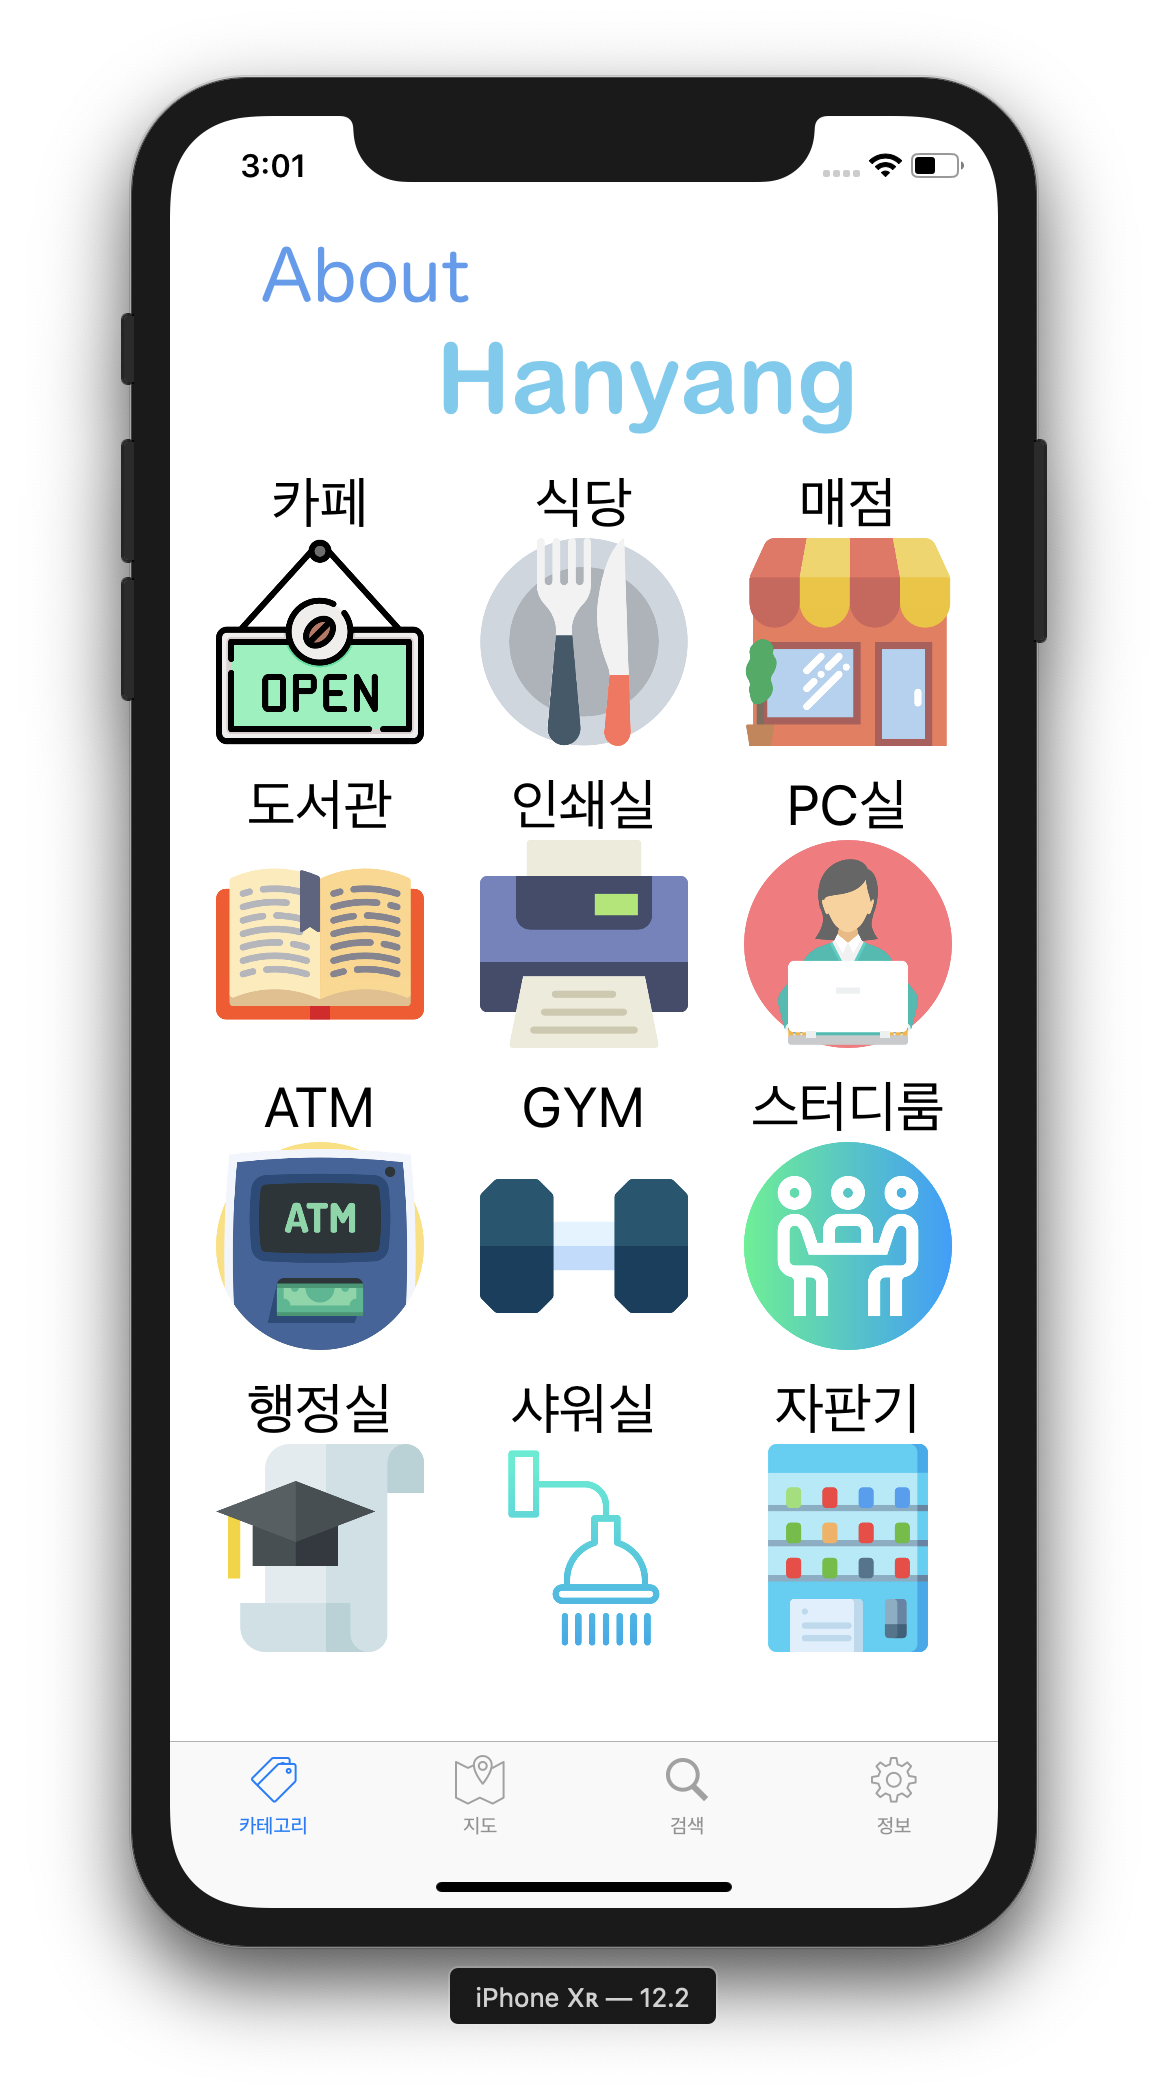 3:01
About
Hanyang
카페 식당 매점
OPEN
도서관 인쇄실 PC실
ATM GYM 스터디룸
ATM
행정실 샤워실 자판기
카테고리 지도 검색 정보
iPhone Xʀ — 12.2